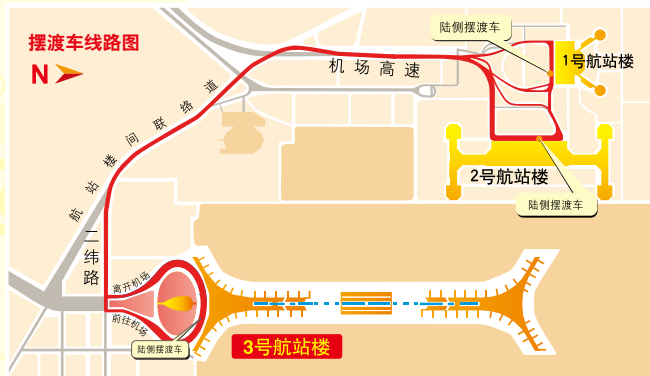 摆渡车线路图
N
陆侧摆渡车
1号航站楼
机场高速
航站楼间联络道
2号航站楼
陆侧摆渡车
二纬路
离开机场
前往机场
陆侧摆渡车
3号航站楼